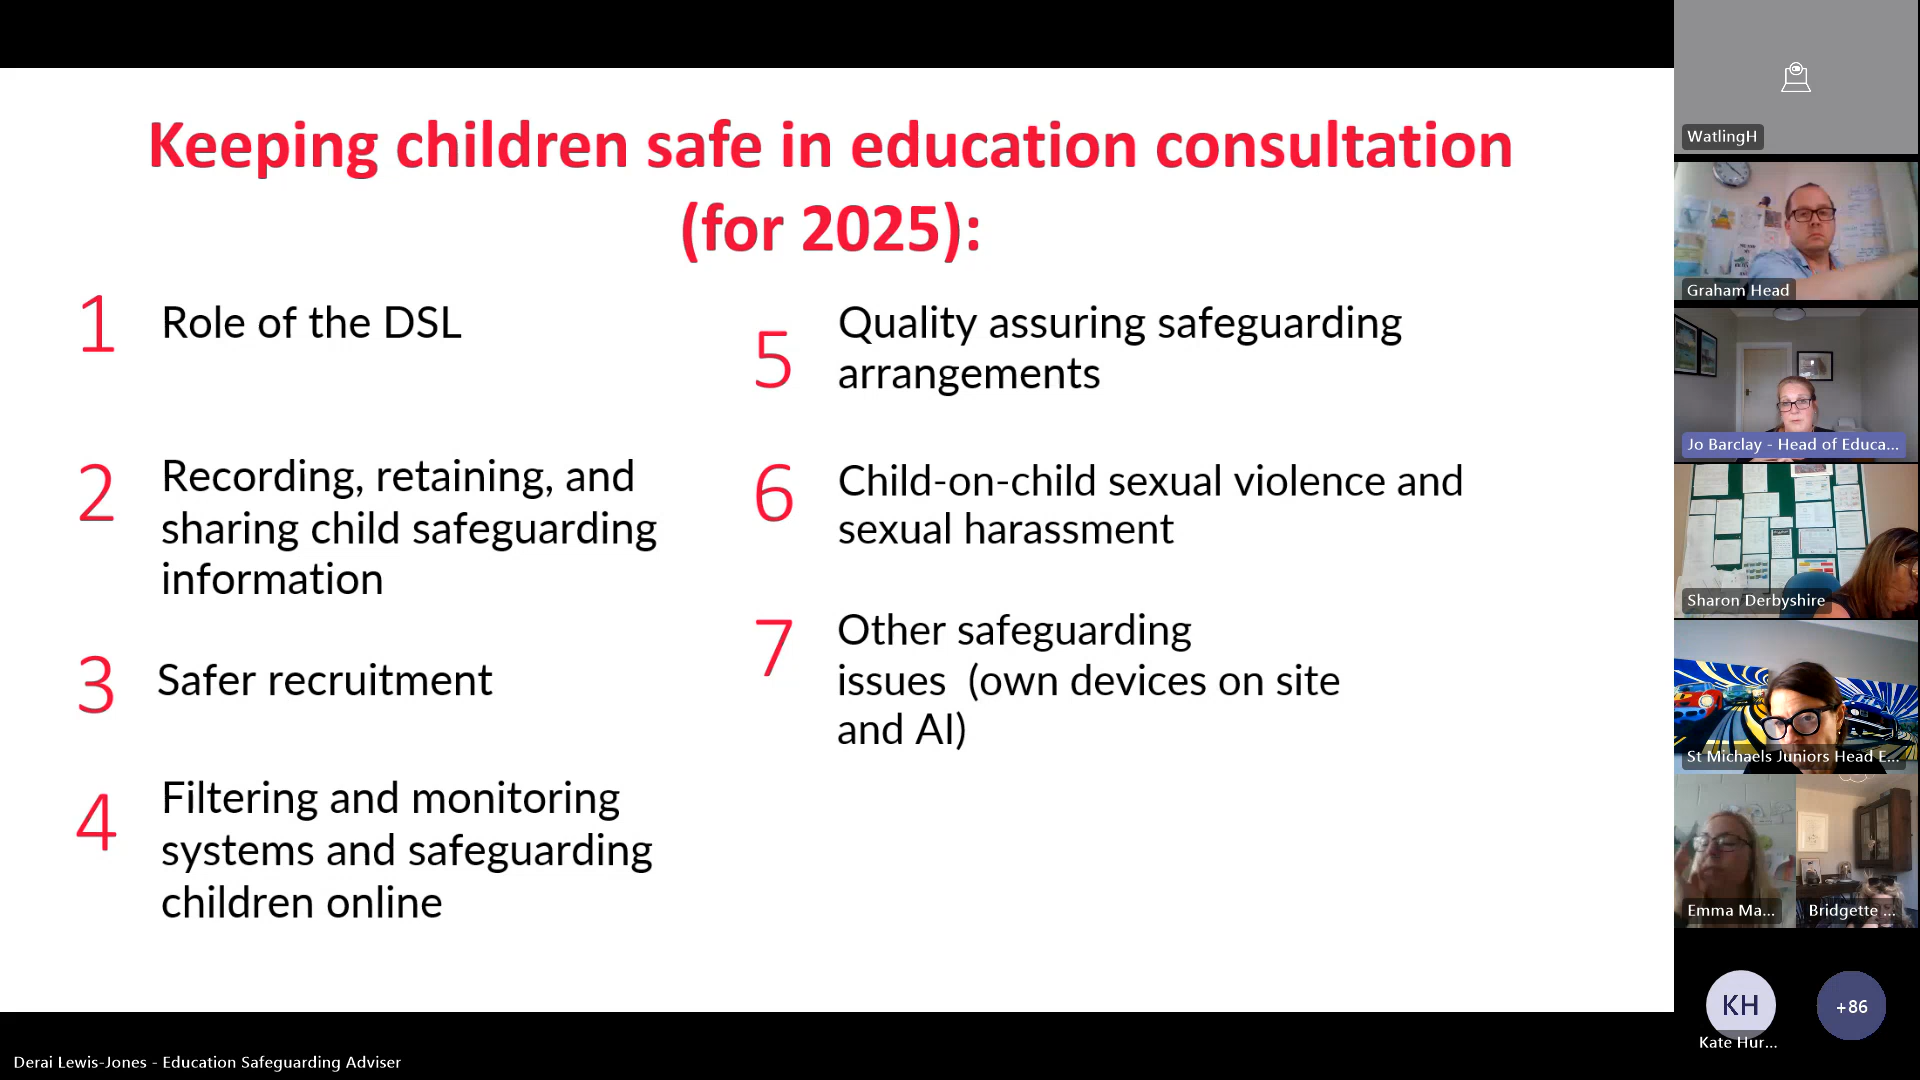 Keeping children safe in education consultation
(for 2025):
1 Role of the DSL
2 Recording, retaining, and
sharing child safeguarding
information
3 Safer recruitment
4 Filtering and monitoring
systems and safeguarding
children online
5 Quality assuring safeguarding
arrangements
6 Child-on-child sexual violence and
sexual harassment
7 Other safeguarding
issues (own devices on site
and AI)
WatlingH
Graham Head
Jo Barclay - Head of Educa...
Sharon Derbyshire
St Michaels Juniors Head E...
Emma Ma...
Bridgette ...
KH
+86
Kate Hur...
Derai Lewis-Jones - Education Safeguarding Adviser